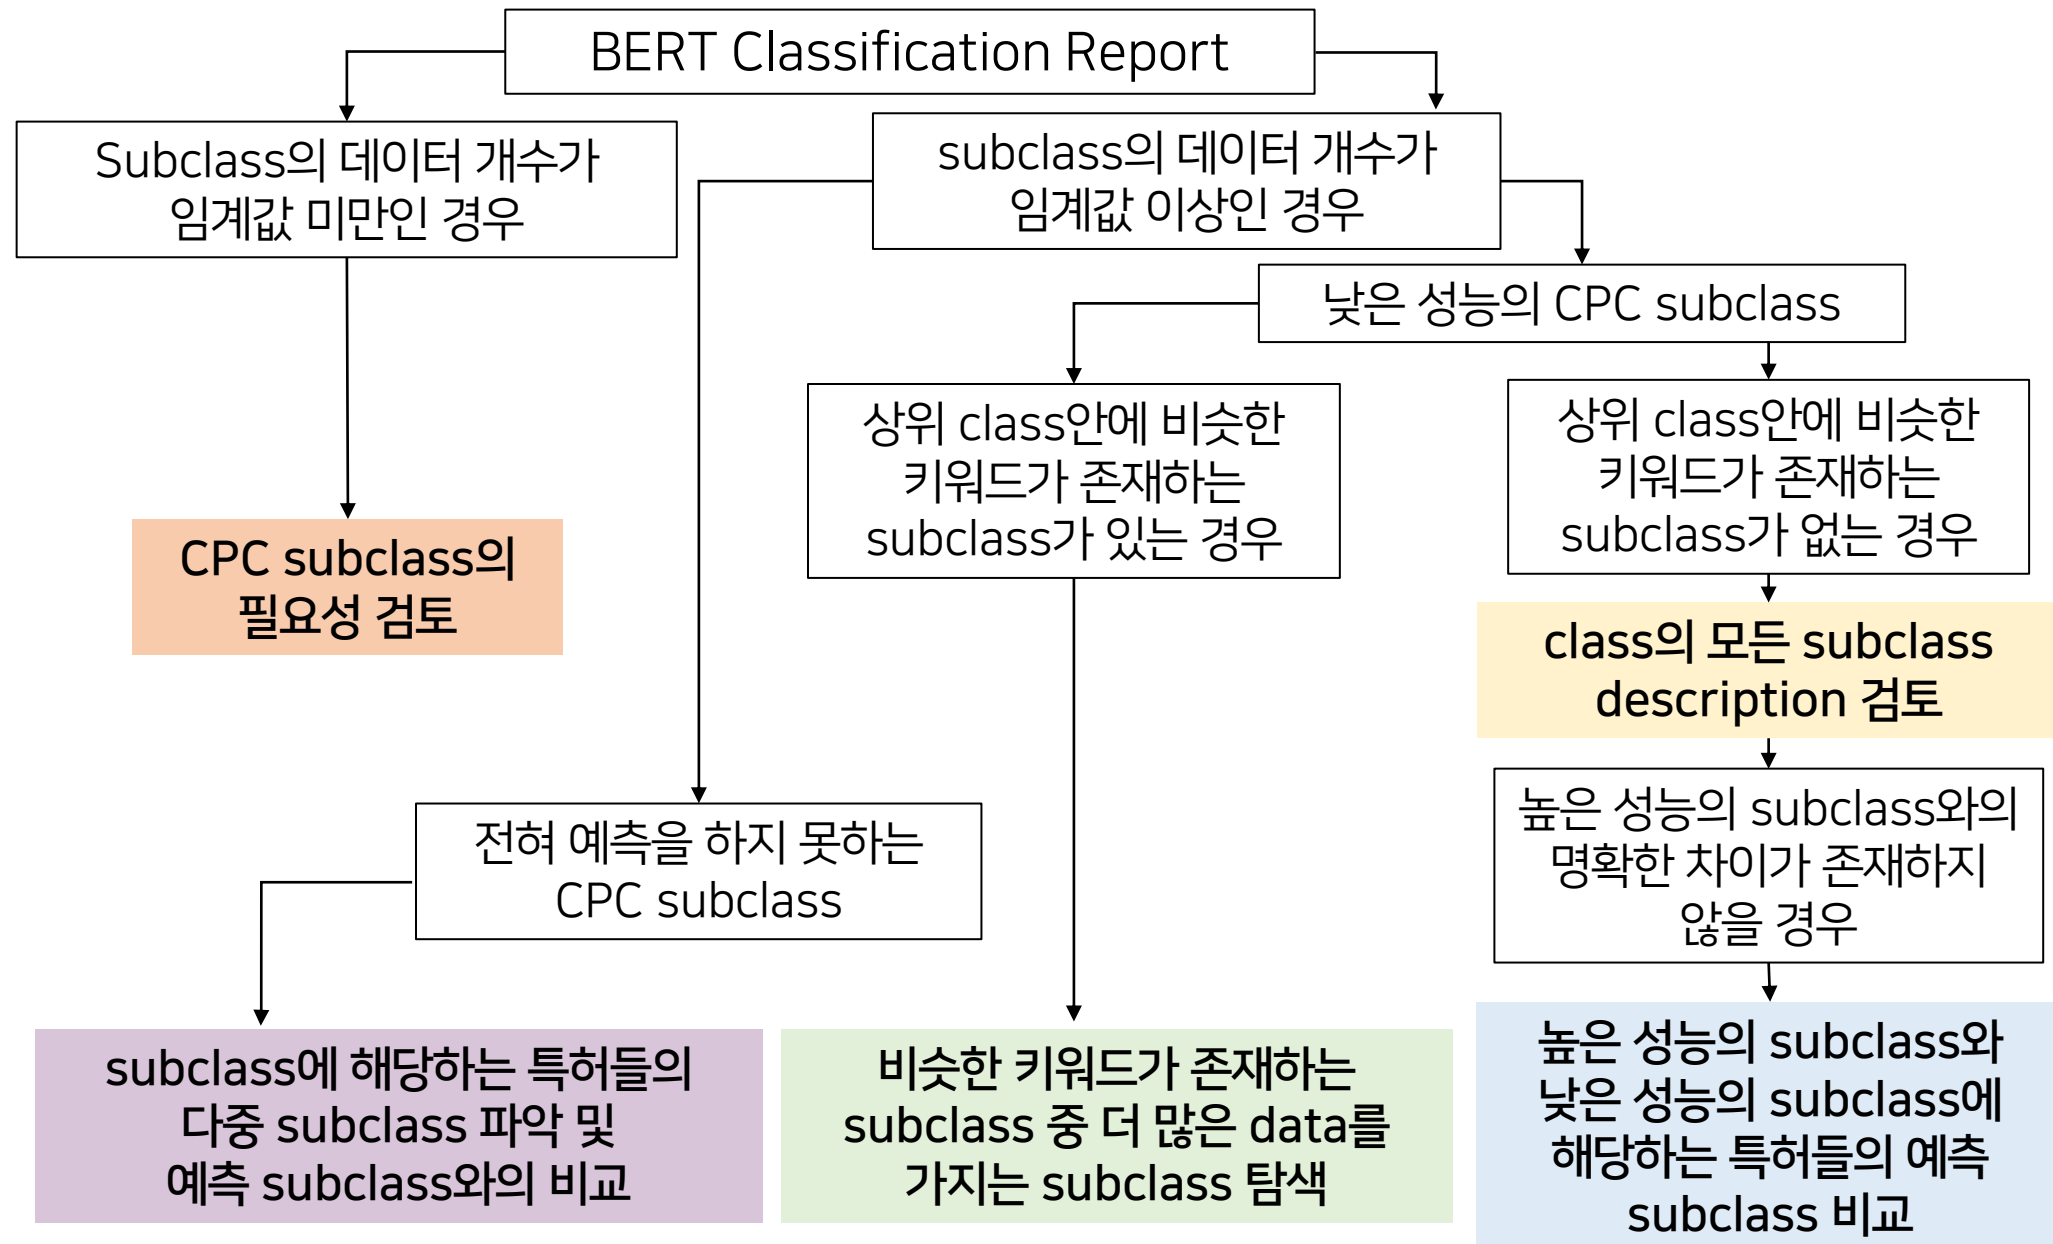 BERT Classification Report
Subclass의 데이터 개수가
임계값 미만인 경우
subclass의 데이터 개수가
임계값 이상인 경우
낮은 성능의 CPC subclass
상위 class안에 비슷한
키워드가 존재하는
subclass가 있는 경우
상위 class안에 비슷한
키워드가 존재하는
subclass가 없는 경우
CPC subclass의
필요성 검토
class의 모든 subclass
description 검토
전혀 예측을 하지 못하는
CPC subclass
높은 성능의 subclass와의
명확한 차이가 존재하지
않을 경우
subclass에 해당하는 특허들의
다중 subclass 파악 및
예측 subclass와의 비교
비슷한 키워드가 존재하는
subclass 중 더 많은 data를
가지는 subclass 탐색
높은 성능의 subclass와
낮은 성능의 subclass에
해당하는 특허들의 예측
subclass 비교